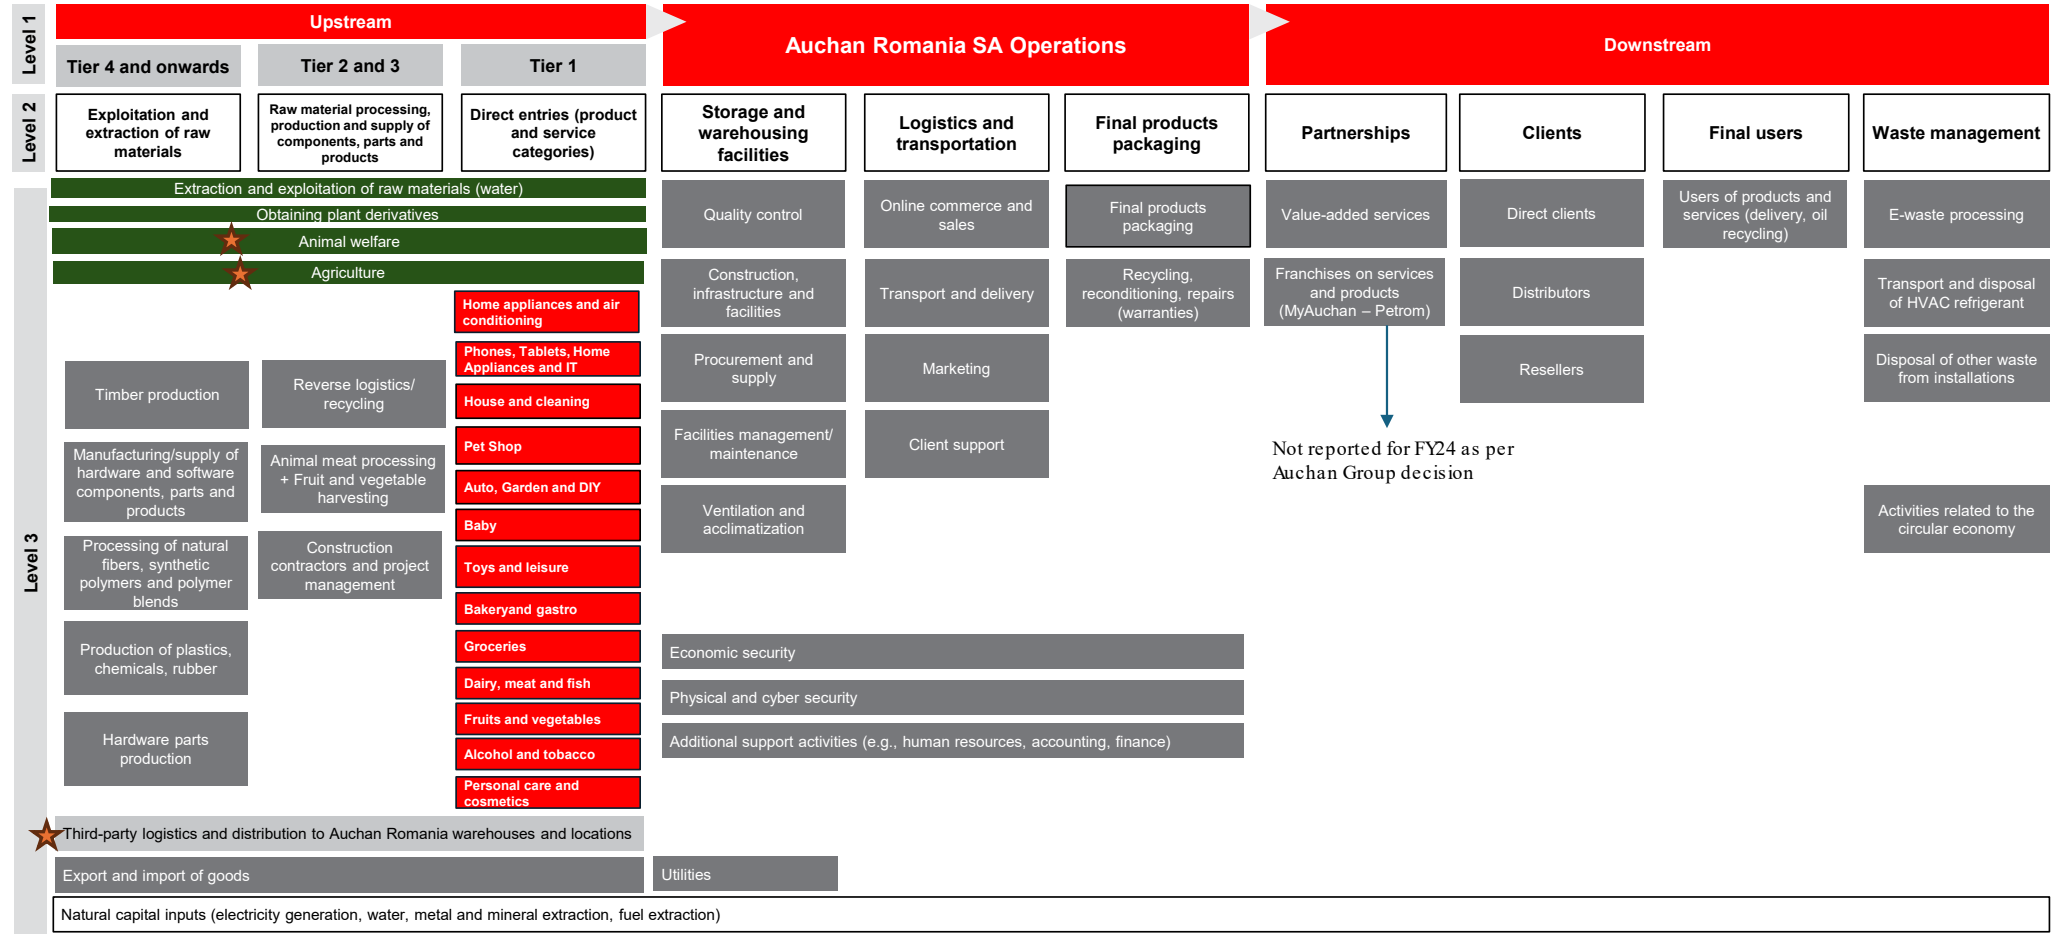 Level 1
Upstream
Tier 4 and onwards
Tier 2 and 3
Tier 1
Auchan Romania SA Operations
Downstream
Level 2
Exploitation and
extraction of raw
materials
Raw material processing,
production and supply of
components, parts and
products
Direct entries (product
and service
categories)
Storage and
warehousing
facilities
Logistics and
transportation
Final products
packaging
Partnerships
Clients
Final users
Waste management
Level 3
Extraction and exploitation of raw materials (water)
Obtaining plant derivatives
Animal welfare
Agriculture
Timber production
Manufacturing/supply of
hardware and software
components, parts and
products
Processing of natural
fibers, synthetic
polymers and polymer
blends
Production of plastics,
chemicals, rubber
Hardware parts
production
Reverse logistics/
recycling
Animal meat processing
+ Fruit and vegetable
harvesting
Construction
contractors and project
management
Home appliances and air
conditioning
Phones, Tablets, Home
Appliances and IT
House and cleaning
Pet Shop
Auto, Garden and DIY
Baby
Toys and leisure
Bakeryand gastro
Groceries
Dairy, meat and fish
Fruits and vegetables
Alcohol and tobacco
Personal care and
cosmetics
Quality control
Construction,
infrastructure and
facilities
Procurement and
supply
Facilities management/
maintenance
Ventilation and
acclimatization
Online commerce and
sales
Transport and delivery
Marketing
Client support
Final products
packaging
Recycling,
reconditioning, repairs
(warranties)
Value-added services
Franchises on services
and products
(MyAuchan – Petrom)
Not reported for FY24 as per
Auchan Group decision
Direct clients
Distributors
Resellers
Users of products and
services (delivery, oil
recycling)
E-waste processing
Transport and disposal
of HVAC refrigerant
Disposal of other waste
from installations
Activities related to the
circular economy
Economic security
Physical and cyber security
Additional support activities (e.g., human resources, accounting, finance)
Third-party logistics and distribution to Auchan Romania warehouses and locations
Export and import of goods
Utilities
Natural capital inputs (electricity generation, water, metal and mineral extraction, fuel extraction)